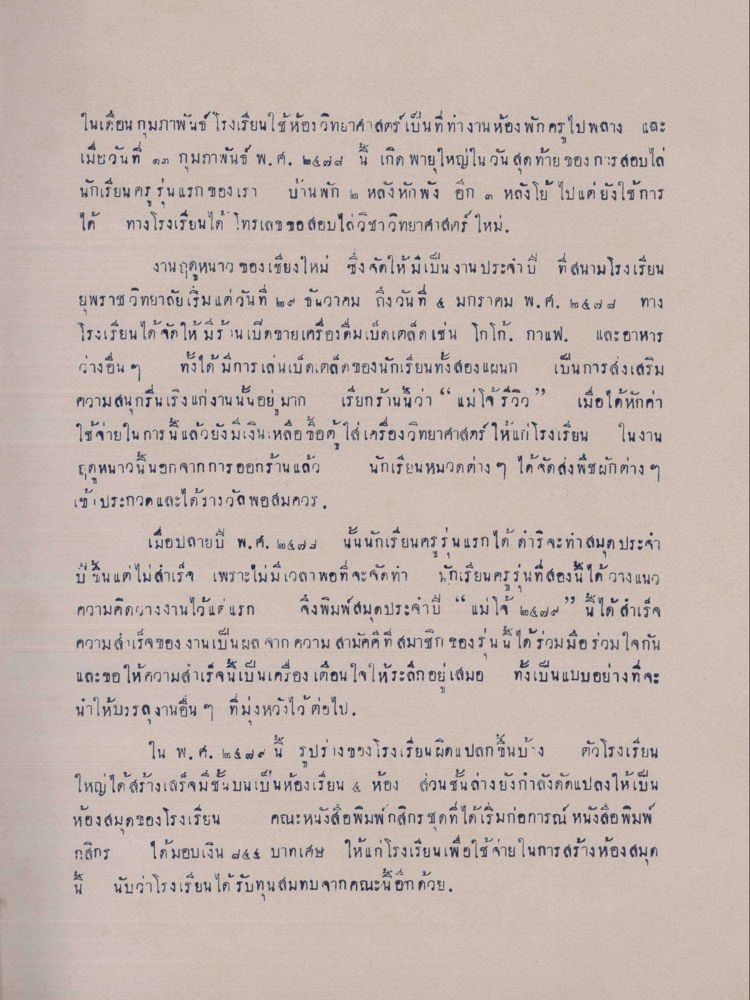 ในเดือนกุมภาพันธ์ โรงเรียนใช้ห้องวิทยาศาสตร์เป็นที่ทำงานห้องพักครูไปพลาง และ
เมื่อวันที่ ๑๓ กุมภาพันธ์ พ.ศ. ๒๔๗๘ นี้ เกิดพายุใหญ่ในวันสุดท้ายของการสอบไล่
นักเรียนครูรุ่นแรกของเรา บ้านพัก ๒ หลังหักพัง อีก ๓ หลังโย้ไปแต่ยังใช้การ
ได้ ทางโรงเรียนได้โทรเลขขอสอบไล่วิชาวิทยาศาสตร์ใหม่.
งานฤดูหนาวของเชียงใหม่ ซึ่งจัดให้มีเป็นงานประจำปี ที่สนามโรงเรียน
ยุพราชวิทยาลัยเริ่มแต่วันที่ ๒๙ ธันวาคม ถึงวันที่ ๔ มกราคม พ.ศ. ๒๔๗๘ ทาง
โรงเรียนได้จัดให้มีร้านเปิดขายเครื่องดื่มเบ็ดเตล็ดเช่น โกโก้. กาแฟ. และอาหาร
ว่างอื่นๆ ทั้งได้มีการเล่นเบ็ดเตล็ดของนักเรียนทั้งสองแผนก เป็นการส่งเสริม
ความสนุกรื่นเริงแก่งานนั้นอยู่มาก เรียกร้านนี้ว่า “แม่โจ้รีวิว” เมื่อได้หักค่า
ใช้จ่ายในการนี้แล้วยังมีเงินเหลือซื้อตู้ใส่เครื่องวิทยาศาสตร์ให้แก่โรงเรียน ในงาน
ฤดูหนาวนี้นอกจากการออกร้านแล้ว นักเรียนหมวดต่างๆ ได้จัดส่งพืชผักต่างๆ
เข้าประกวดและได้รางวัลพอสมควร.
เมื่อปลายปี พ.ศ. ๒๔๗๘ นั้นนักเรียนครูรุ่นแรกได้ดำริจะทำสมุดประจำ
ปีขึ้นแต่ไม่สำเร็จ เพราะไม่มีเวลาพอที่จะจัดทำ นักเรียนครูรุ่นที่สองนี้ได้วางแนว
ความคิดวางงานไว้แต่แรก จึงพิมพ์สมุดประจำปี “แม่โจ้ ๒๔๗๙” นี้ได้สำเร็จ
ความสำเร็จของงานเป็นผลจากความสามัคคีที่สมาชิกของรุ่นนี้ได้ร่วมมือร่วมใจกัน
และขอให้ความสำเร็จนี้เป็นเครื่องเตือนใจให้ระลึกอยู่เสมอ ทั้งเป็นแบบอย่างที่จะ
นำให้บรรลุงานอื่นๆ ที่มุ่งหวังไว้ต่อไป.
ใน พ.ศ. ๒๔๗๙ นี้ รูปร่างของโรงเรียนผิดแปลกขึ้นบ้าง ตัวโรงเรียน
ใหญ่ได้สร้างเสร็จมีชั้นบนเป็นห้องเรียน ๔ ห้อง ส่วนชั้นล่างยังกำลังดัดแปลงให้เป็น
ห้องสมุดของโรงเรียน คณะหนังสือพิมพ์กสิกรชุดที่ได้เริ่มก่อการณ์หนังสือพิมพ์
กสิกร ได้มอบเงิน ๘๔๕ บาทเศษ ให้แก่โรงเรียนเพื่อใช้จ่ายในการสร้างห้องสมุด
นี้ นับว่าโรงเรียนได้รับทุนสมทบจากคณะนี้อีกด้วย.